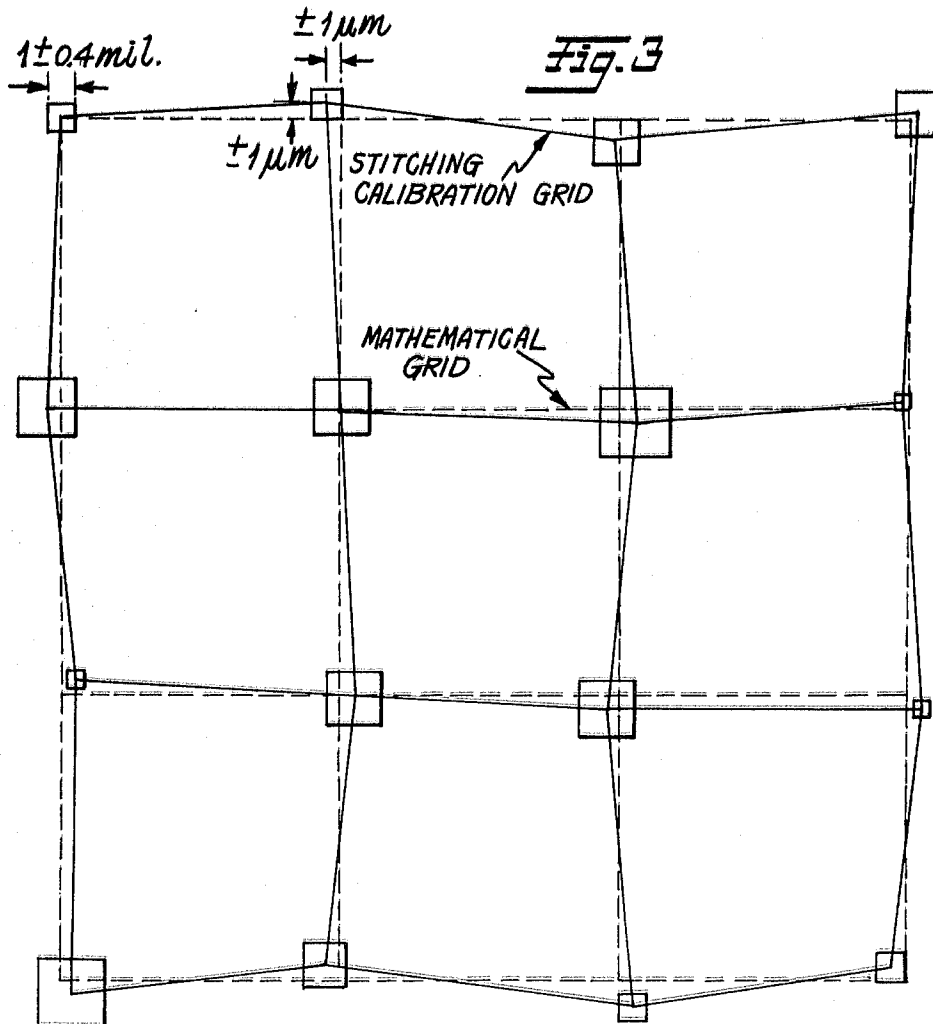 ±1μm
1±0.4mil.
Fig. 3
±1μm
STITCHING
CALIBRATION GRID
MATHEMATICAL
GRID